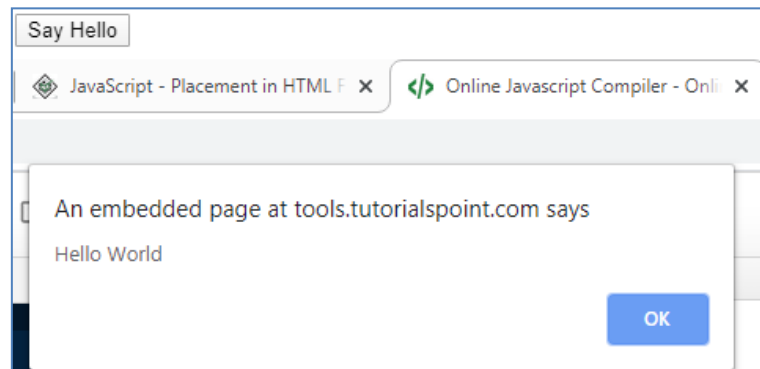 Say Hello
JavaScript - Placement in HTML F Online Javascript Compiler - Onli
An embedded page at tools.tutorialspoint.com says
Hello World
OK